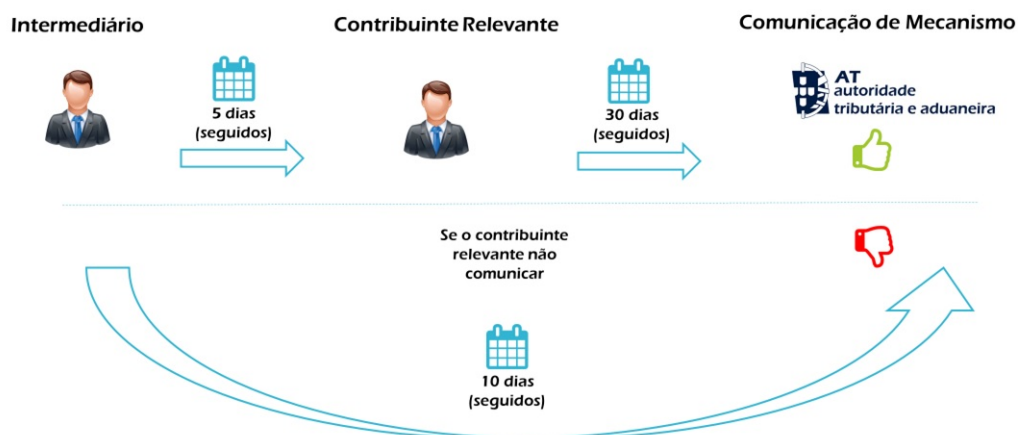 Intermediário
Contribuinte Relevante
Comunicação de Mecanismo
5 dias
(seguidos)
30 dias
(seguidos)
AT
autoridade
tributária e aduaneira
Se o contribuinte
relevante não
comunicar
10 dias
(seguidos)